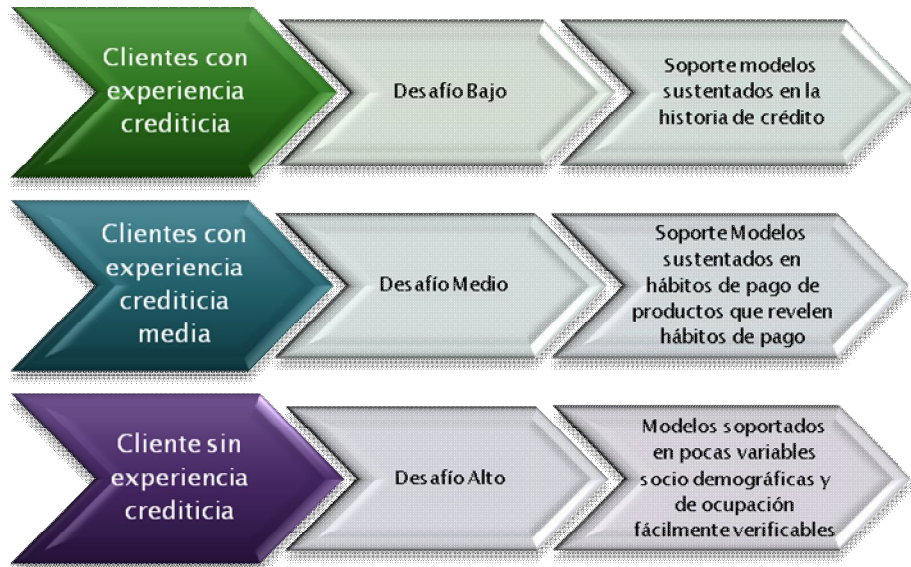 Clientes con
experiencia
crediticia
Desafío Bajo
Soporte modelos
sustentados en la
historia de crédito
Clientes con
experiencia
crediticia
media
Desafío Medio
Soporte Modelos
sustentados en
hábitos de pago de
productos que revelen
hábitos de pago
Cliente sin
experiencia
crediticia
Desafío Alto
Modelos soportados
en pocas variables
socio demográficas y
de ocupación
fácilmente verificables